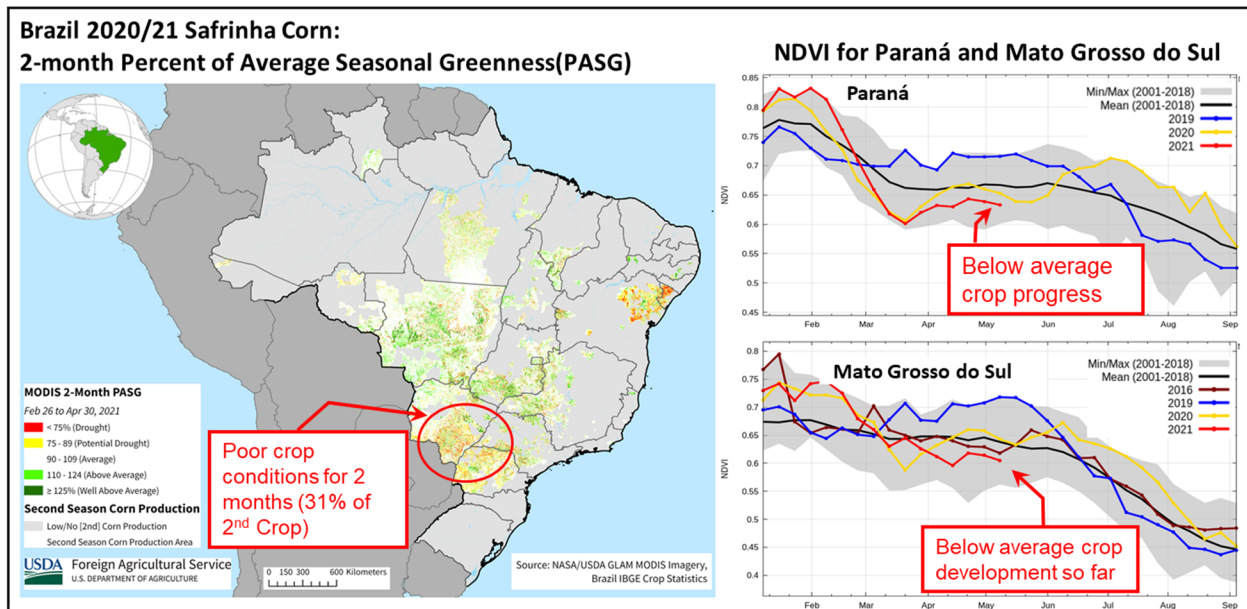 Brazil 2020/21 Safrinha Corn:
2-month Percent of Average Seasonal Greenness(PASG)
MODIS 2-Month PASG
Feb 26 to Apr 30, 2021
< 75% (Drought)
75 - 89 (Potential Drought)
90 - 109 (Average)
110 - 124 (Above Average)
≥ 125% (Well Above Average)
Second Season Corn Production
Low/No [2nd] Corn Production
Second Season Corn Production Area
USDA Foreign Agricultural Service
U.S. DEPARTMENT OF AGRICULTURE
Poor crop
conditions for 2
months (31% of
2nd Crop)
0 150 300 600 Kilometers
Source: NASA/USDA GLAM MODIS Imagery,
Brazil IBGE Crop Statistics
NDVI for Paraná and Mato Grosso do Sul
Paraná
Min/Max (2001-2018)
Mean (2001-2018)
2019
2020
2021
0.85
0.8
0.75
0.7
0.65
0.6
0.55
0.5
0.45
NDVI
Below average
crop progress
Feb Mar Apr May Jun Jul Aug Sep
Mato Grosso do Sul
Min/Max (2001-2018)
Mean (2001-2018)
2016
2019
2020
2021
0.8
0.75
0.7
0.65
0.6
0.55
0.5
0.45
0.4
NDVI
Below average crop
development so far
Feb Mar Apr May Jun Jul Aug Sep